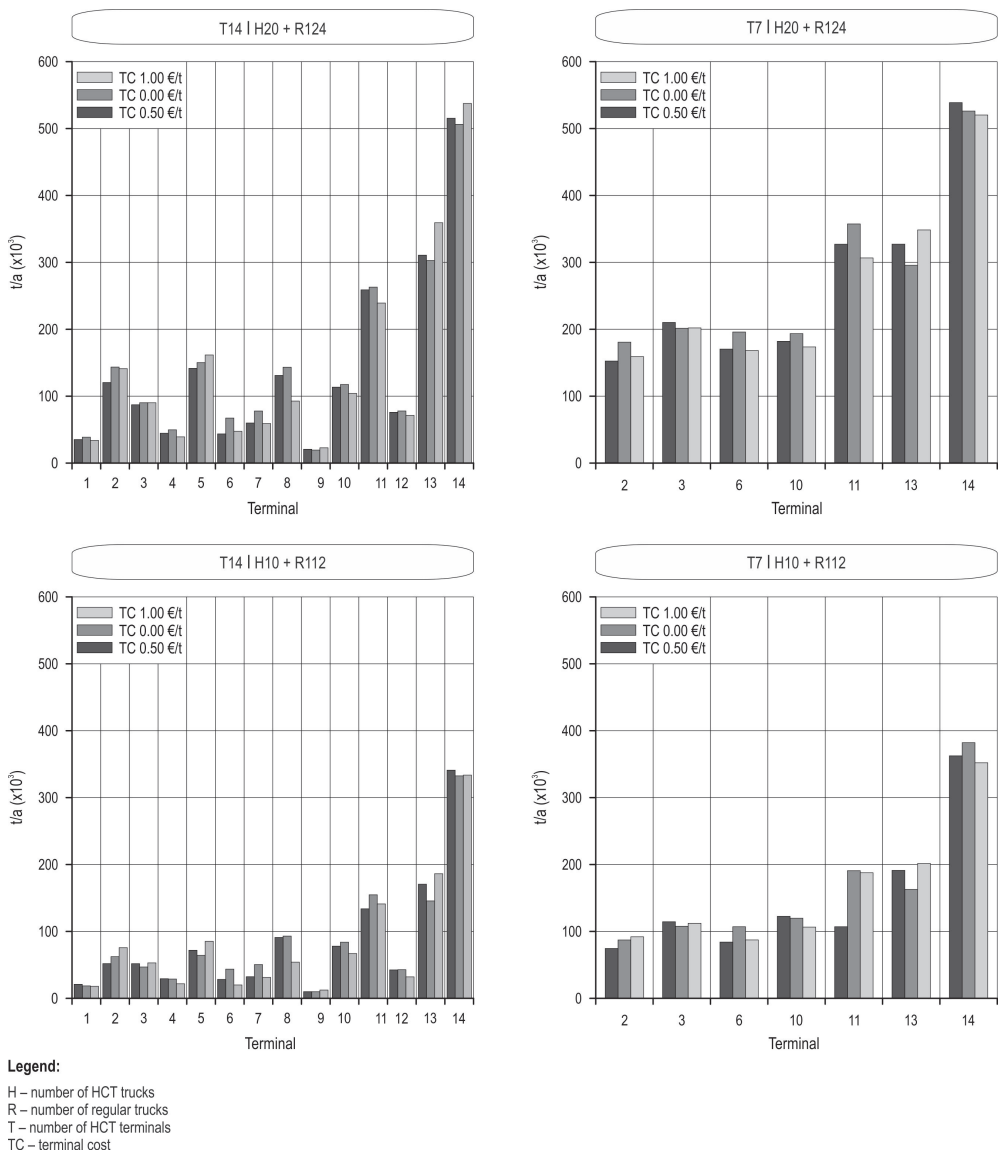 T14 I H20 + R124
600
500
400
300
200
100
0
t/a (x10³)
TC 1.00 €/t
TC 0.00 €/t
TC 0.50 €/t
1 2 3 4 5 6 7 8 9 10 11 12 13 14
Terminal
T7 I H20 + R124
600
500
400
300
200
100
0
t/a (x10³)
TC 1.00 €/t
TC 0.00 €/t
TC 0.50 €/t
2 3 6 10 11 13 14
Terminal
T14 I H10 + R112
600
500
400
300
200
100
0
t/a (x10³)
TC 1.00 €/t
TC 0.00 €/t
TC 0.50 €/t
1 2 3 4 5 6 7 8 9 10 11 12 13 14
Terminal
T7 I H10 + R112
600
500
400
300
200
100
0
t/a (x10³)
TC 1.00 €/t
TC 0.00 €/t
TC 0.50 €/t
2 3 6 10 11 13 14
Terminal
Legend:
H – number of HCT trucks
R – number of regular trucks
T – number of HCT terminals
TC – terminal cost